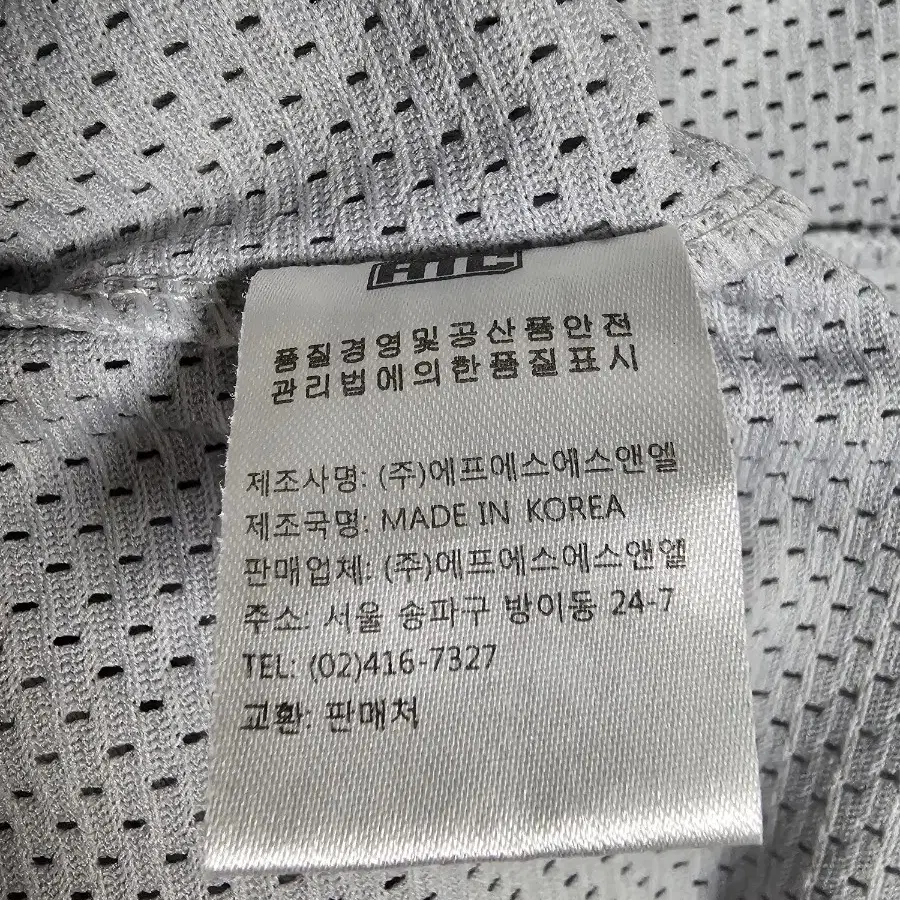 품질경영및공산품안전
관리법에의한품질표시
제조사명: (주)에프에스에스앤엘
제조국명: MADE IN KOREA
판매업체: (주)에프에스에스앤엘
주소: 서울 송파구 방이동 24-7
TEL: (02)416-7327
교환: 판매처